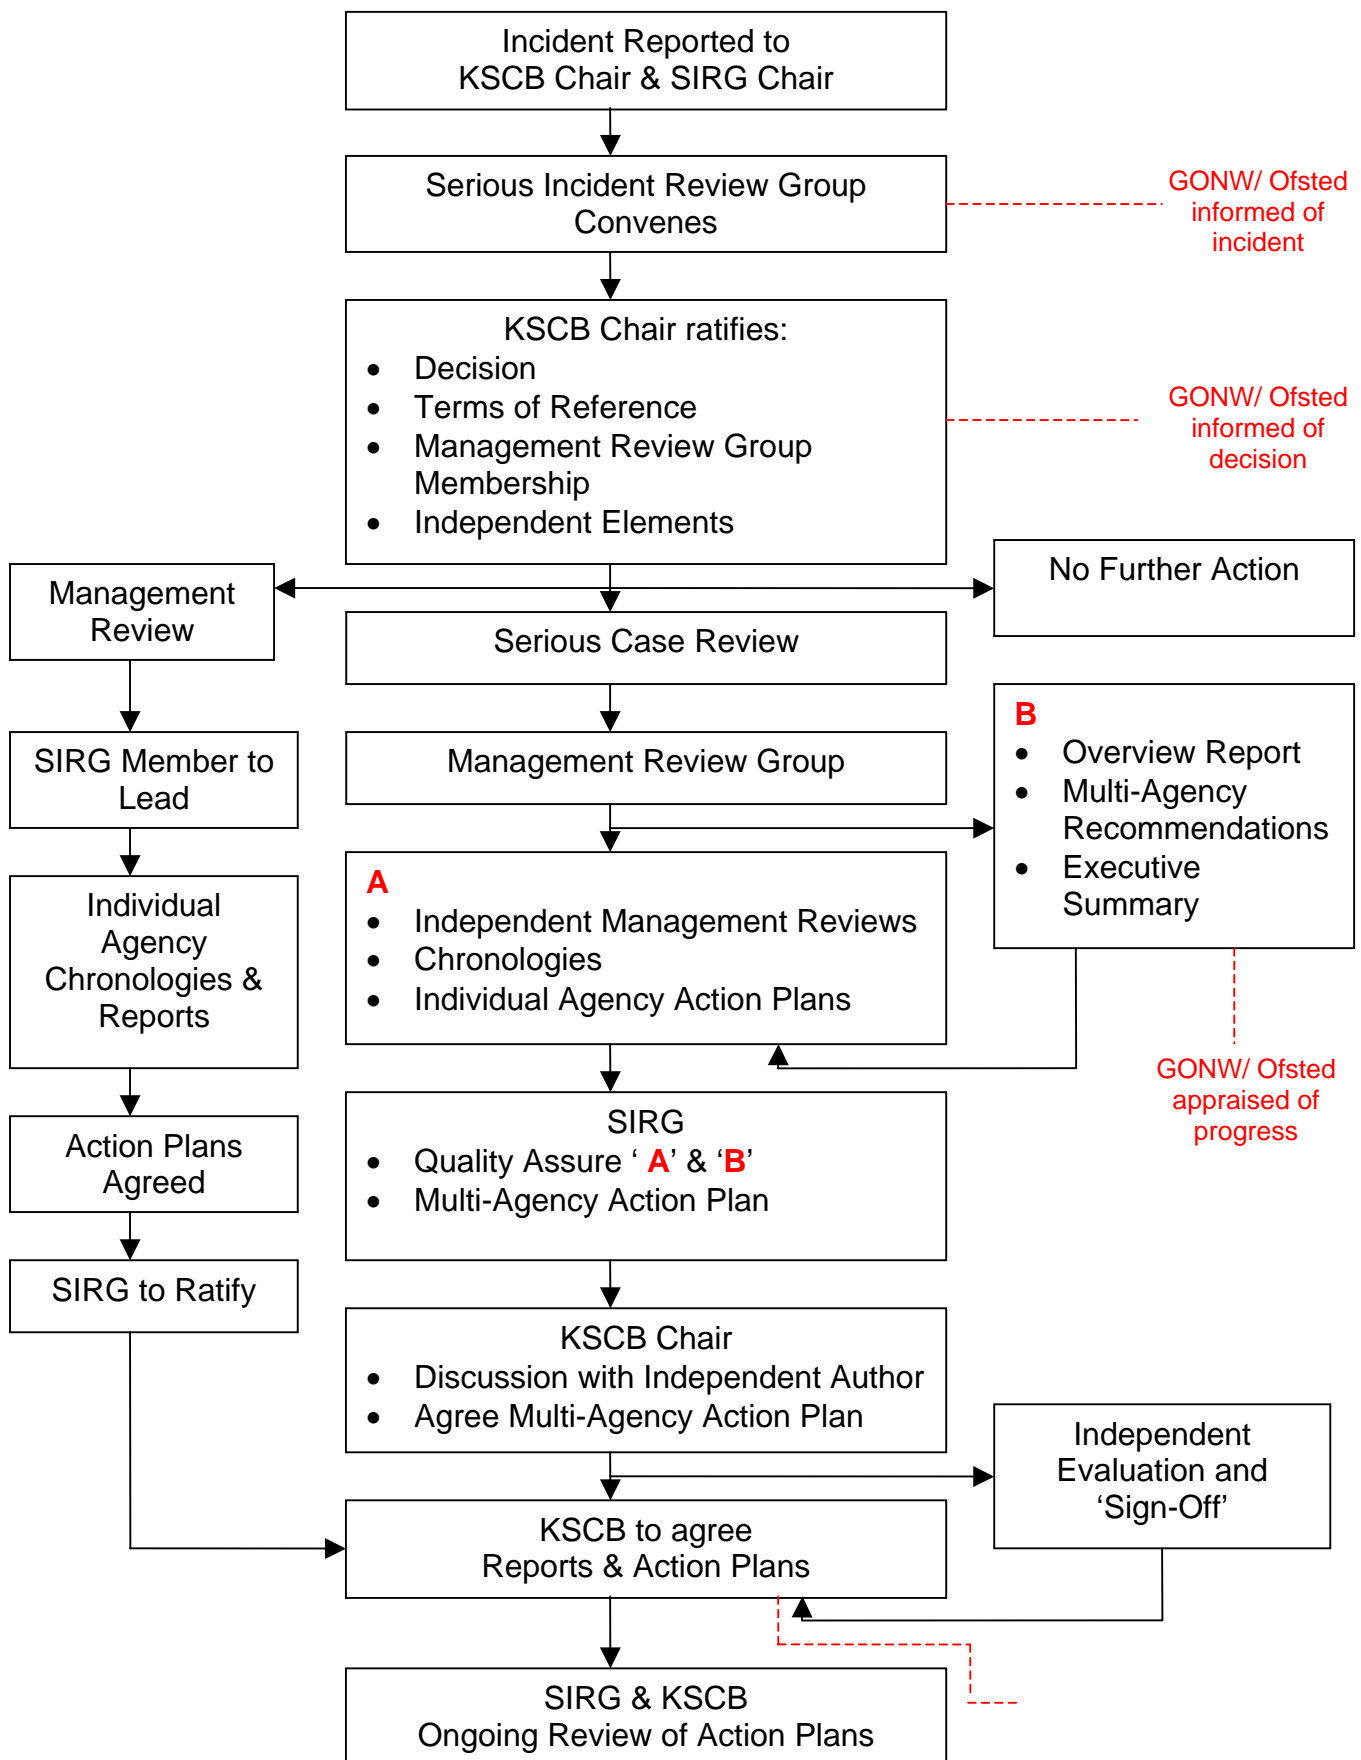 Incident Reported to
KSCB Chair & SIRG Chair
Serious Incident Review Group
Convenes
GONW/ Ofsted
informed of
incident
KSCB Chair ratifies:
• Decision
• Terms of Reference
• Management Review Group
Membership
• Independent Elements
GONW/ Ofsted
informed of
decision
Management
Review
No Further Action
Serious Case Review
SIRG Member to
Lead
Management Review Group
B
• Overview Report
• Multi-Agency
Recommendations
• Executive
Summary
Individual
Agency
Chronologies &
Reports
A
• Independent Management Reviews
• Chronologies
• Individual Agency Action Plans
GONW/ Ofsted
appraised of
progress
Action Plans
Agreed
SIRG
• Quality Assure ‘ A’ & ‘B’
• Multi-Agency Action Plan
SIRG to Ratify
KSCB Chair
• Discussion with Independent Author
• Agree Multi-Agency Action Plan
Independent
Evaluation and
‘Sign-Off’
KSCB to agree
Reports & Action Plans
SIRG & KSCB
Ongoing Review of Action Plans